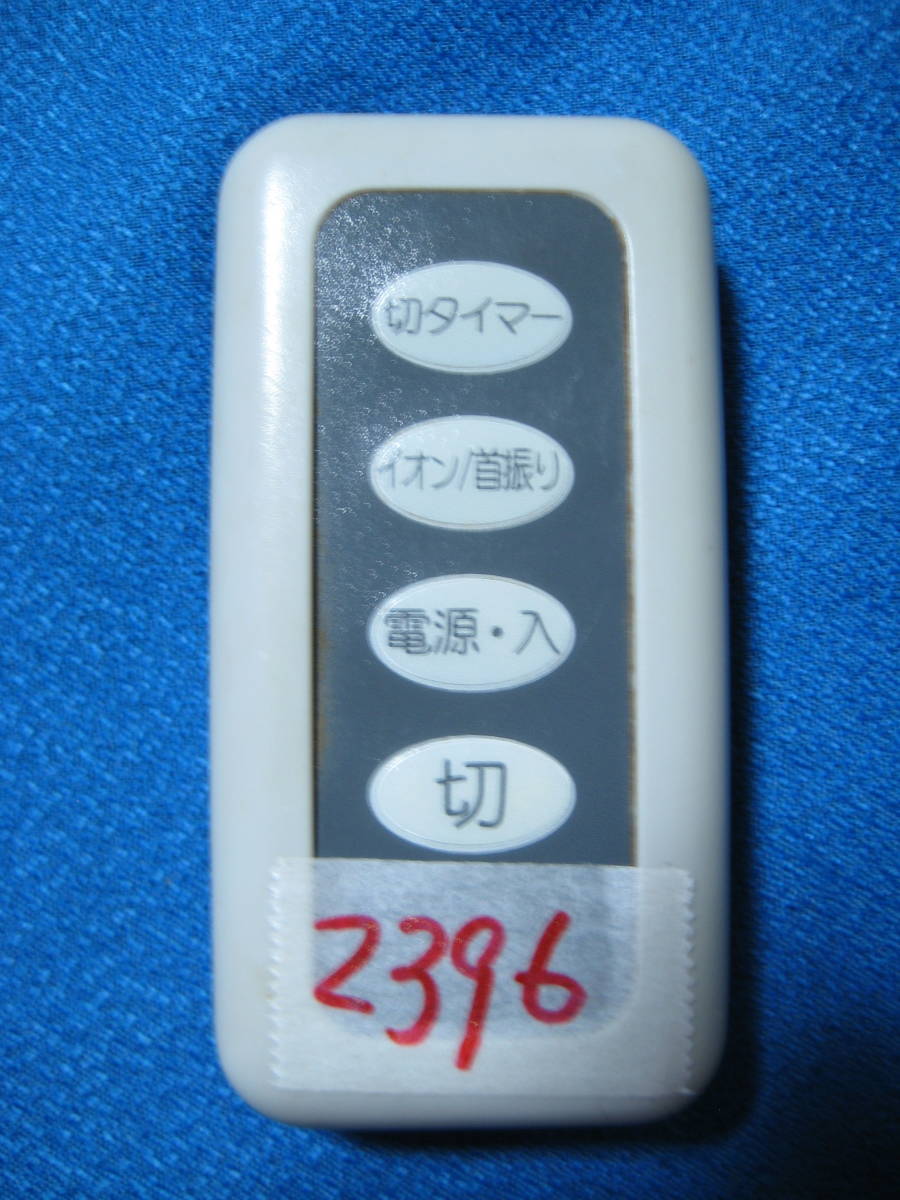 切タイマー
イオン/首振り
電源・入
切
2396